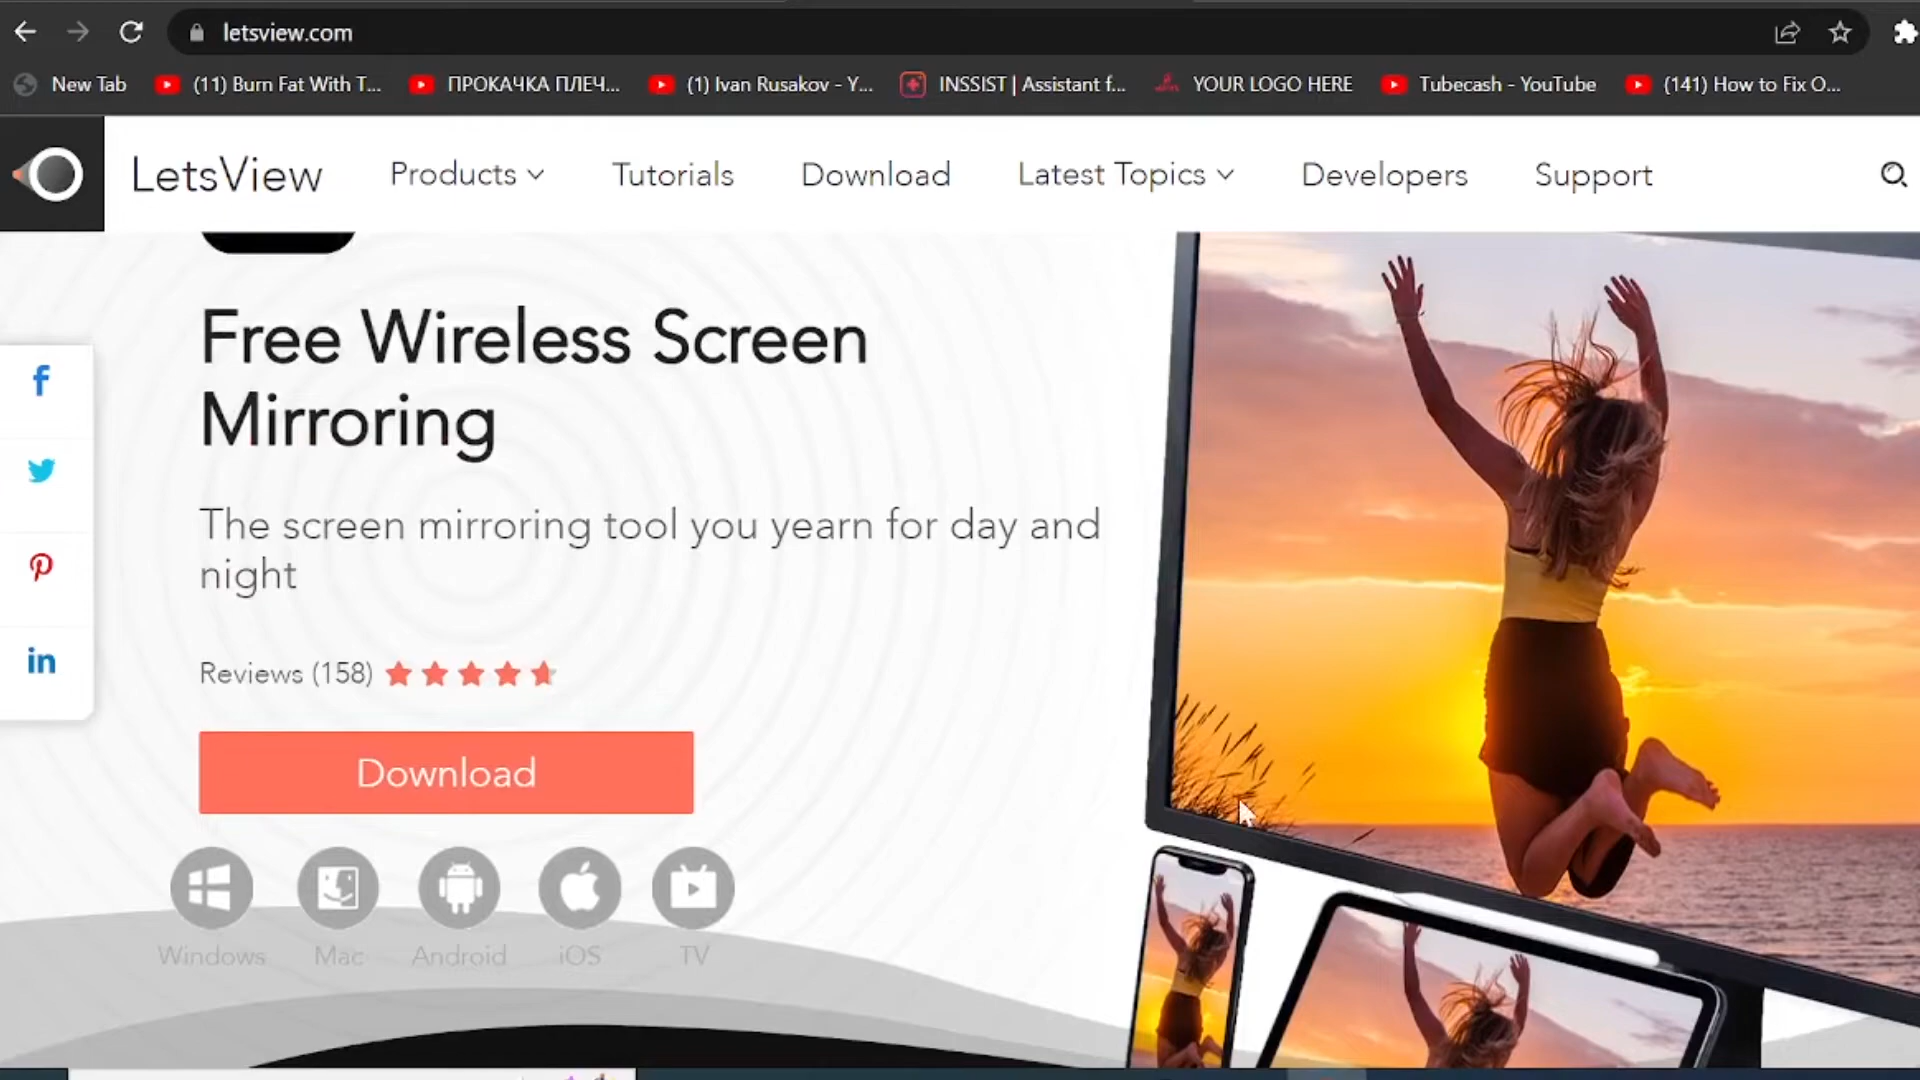 letsview.com
New Tab
(11) Burn Fat With T...
ПРОКАЧКА ПЛЕЧ...
(1) Ivan Rusakov - Y...
INSSIST | Assistant f...
YOUR LOGO HERE
Tubecash - YouTube
(141) How to Fix O...
LetsView
Products
Tutorials
Download
Latest Topics
Developers
Support
Free Wireless Screen
Mirroring
The screen mirroring tool you yearn for day and
night
Reviews (158)
Download
Windows
Mac
Android
iOS
TV